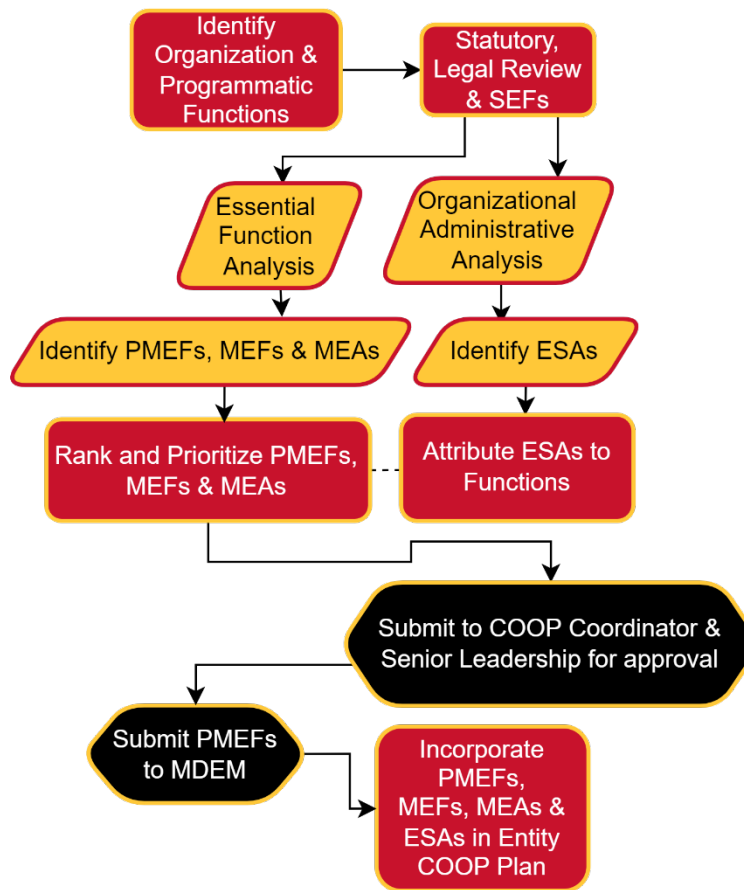 Identify
Organization &
Programmatic
Functions
Statutory,
Legal Review
& SEFs
Essential
Function
Analysis
Organizational
Administrative
Analysis
Identify PMEFs, MEFs & MEAs
Identify ESAs
Rank and Prioritize PMEFs,
MEFs & MEAs
Attribute ESAs to
Functions
Submit to COOP Coordinator &
Senior Leadership for approval
Submit PMEFs
to MDEM
Incorporate
PMEFs,
MEFs, MEAs &
ESAs in Entity
COOP Plan